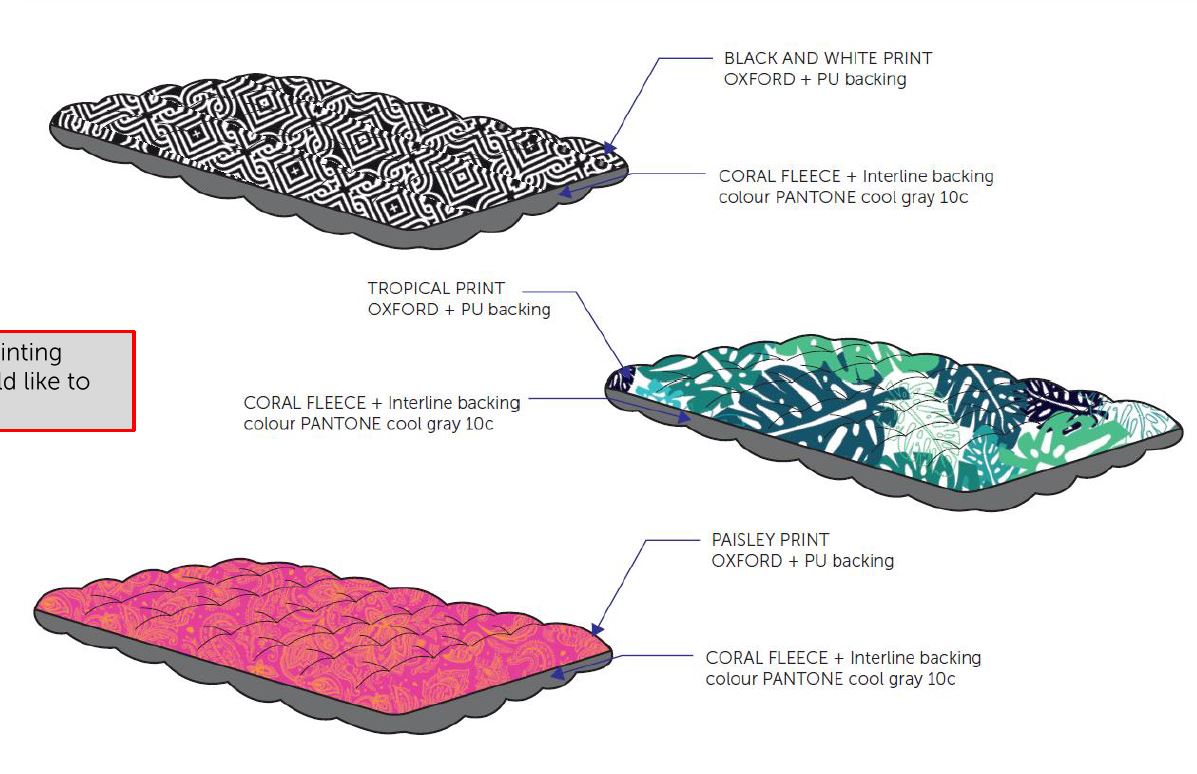 BLACK AND WHITE PRINT
OXFORD + PU backing
CORAL FLEECE + Interline backing
colour PANTONE cool gray 10c
TROPICAL PRINT
OXFORD + PU backing
inting
ld like to
CORAL FLEECE + Interline backing
colour PANTONE cool gray 10c
PAISLEY PRINT
OXFORD + PU backing
CORAL FLEECE + Interline backing
colour PANTONE cool gray 10c